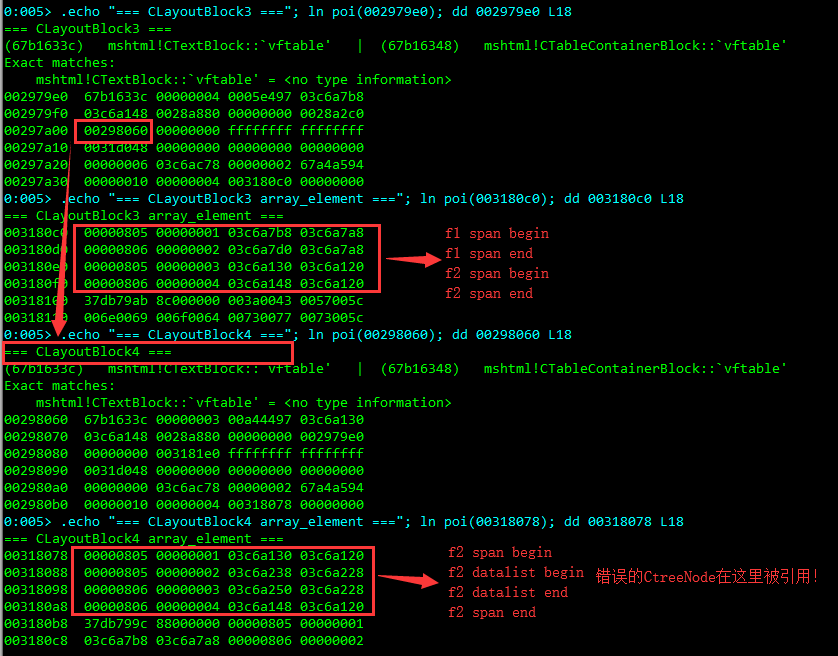 0:005> .echo "=== CLayoutBlock3 ==="; ln poi(002979e0); dd 002979e0 L18
=== CLayoutBlock3 ===
(67b1633c)   mshtml!CTextBlock::`vftable'   |  (67b16348)   mshtml!CTableContainerBlock::`vftable'
Exact matches:
    mshtml!CTextBlock::`vftable' = <no type information>
002979e0  67b1633c 00000004 0005e497 03c6a7b8
002979f0  03c6a148 0028a880 00000000 0028a2c0
00297a00  00298060 00000000 ffffffff ffffffff
00297a10  0031d048 00000000 00000000 00000000
00297a20  00000006 03c6ac78 00000002 67a4a594
00297a30  00000010 00000004 003180c0 00000000
0:005> .echo "=== CLayoutBlock3 array_element ==="; ln poi(003180c0); dd 003180c0 L18
=== CLayoutBlock3 array_element ===
003180c0  00000805 00000001 03c6a7b8 03c6a7a8 f1 span begin
003180d0  00000806 00000002 03c6a7d0 03c6a7a8 f1 span end
003180e0  00000805 00000003 03c6a130 03c6a120 f2 span begin
003180f0  00000806 00000004 03c6a148 03c6a120 f2 span end
00318100  37db79ab 8c000000 003a0043 0057005c
00318110  006e0069 006f0064 00730077 0073005c
0:005> .echo "=== CLayoutBlock4 ==="; ln poi(00298060); dd 00298060 L18
=== CLayoutBlock4 ===
(67b1633c)   mshtml!CTextBlock::`vftable'   |  (67b16348)   mshtml!CTableContainerBlock::`vftable'
Exact matches:
    mshtml!CTextBlock::`vftable' = <no type information>
00298060  67b1633c 00000003 00a44497 03c6a130
00298070  03c6a148 0028a880 00000000 002979e0
00298080  00000000 003181e0 ffffffff ffffffff
00298090  0031d048 00000000 00000000 00000000
002980a0  00000000 03c6ac78 00000002 67a4a594
002980b0  00000010 00000004 00318078 00000000
0:005> .echo "=== CLayoutBlock4 array_element ==="; ln poi(00318078); dd 00318078 L18
=== CLayoutBlock4 array_element ===
00318078  00000805 00000001 03c6a130 03c6a120 f2 span begin
00318088  00000805 00000002 03c6a238 03c6a228 f2 datalist begin 错误的CtreeNode在这里被引用!
00318098  00000806 00000003 03c6a250 03c6a228 f2 datalist end
003180a8  00000806 00000004 03c6a148 03c6a120 f2 span end
003180b8  37db799c 88000000 00000805 00000001
003180c8  03c6a7b8 03c6a7a8 00000806 00000002